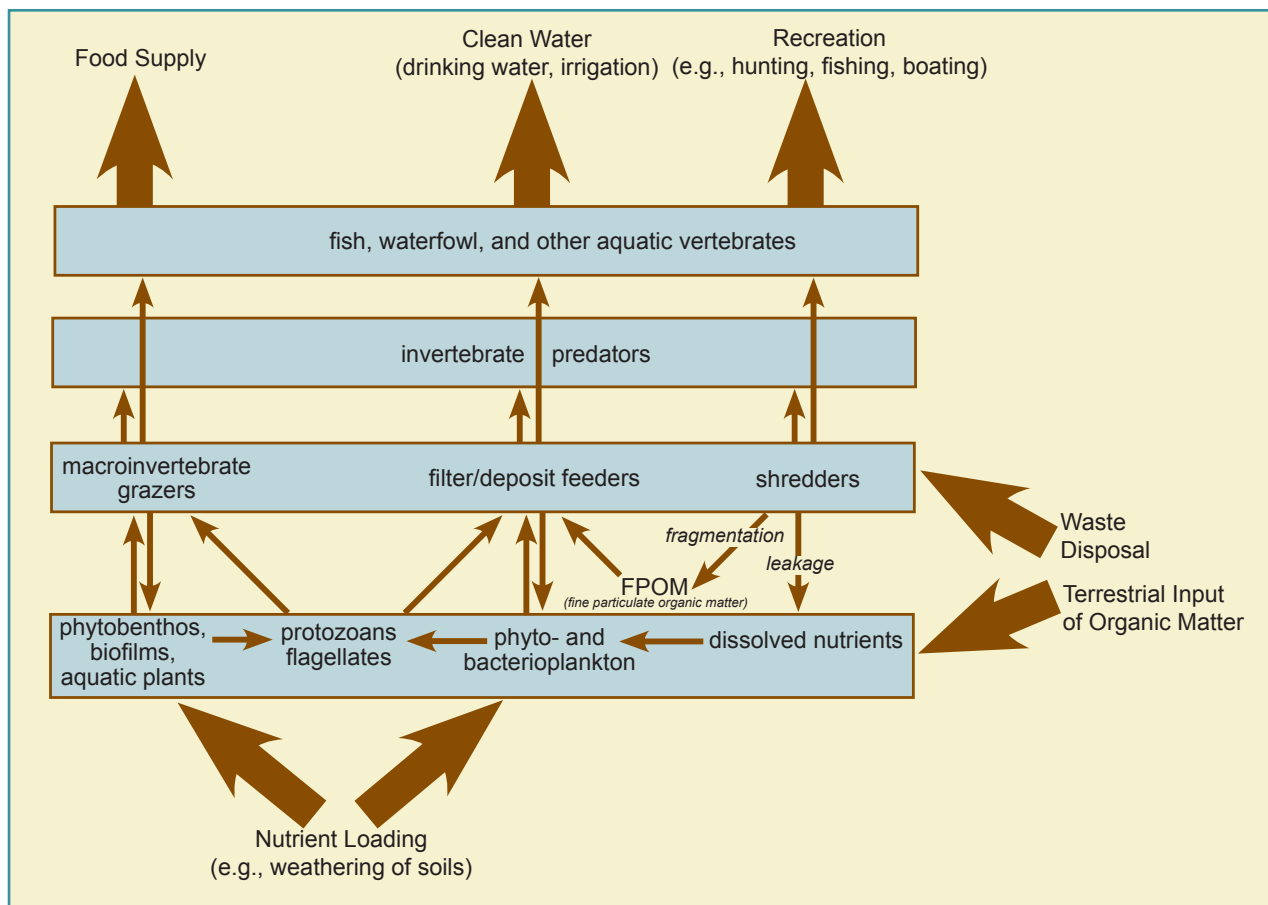 Food Supply
Clean Water
(drinking water, irrigation)
Recreation
(e.g., hunting, fishing, boating)
fish, waterfowl, and other aquatic vertebrates
invertebrate predators
macroinvertebrate
grazers
filter/deposit feeders
shredders
fragmentation
leakage
FPOM
(fine particulate organic matter)
Waste
Disposal
Terrestrial Input
of Organic Matter
phytobenthos,
biofilms,
aquatic plants
protozoans
flagellates
phyto- and
bacterioplankton
dissolved nutrients
Nutrient Loading
(e.g., weathering of soils)